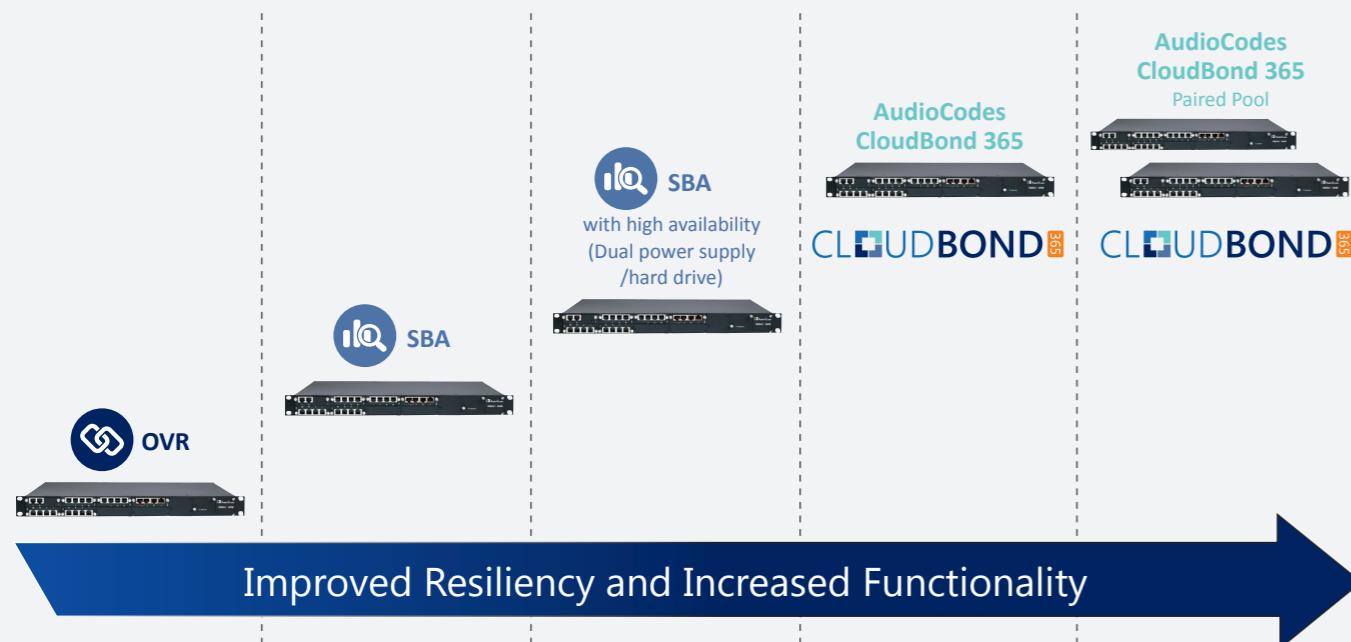 OVR
SBA
SBA
with high availability
(Dual power supply
/hard drive)
AudioCodes
CloudBond 365
CLOUDBOND 365
AudioCodes
CloudBond 365
Paired Pool
CLOUDBOND 365
Improved Resiliency and Increased Functionality